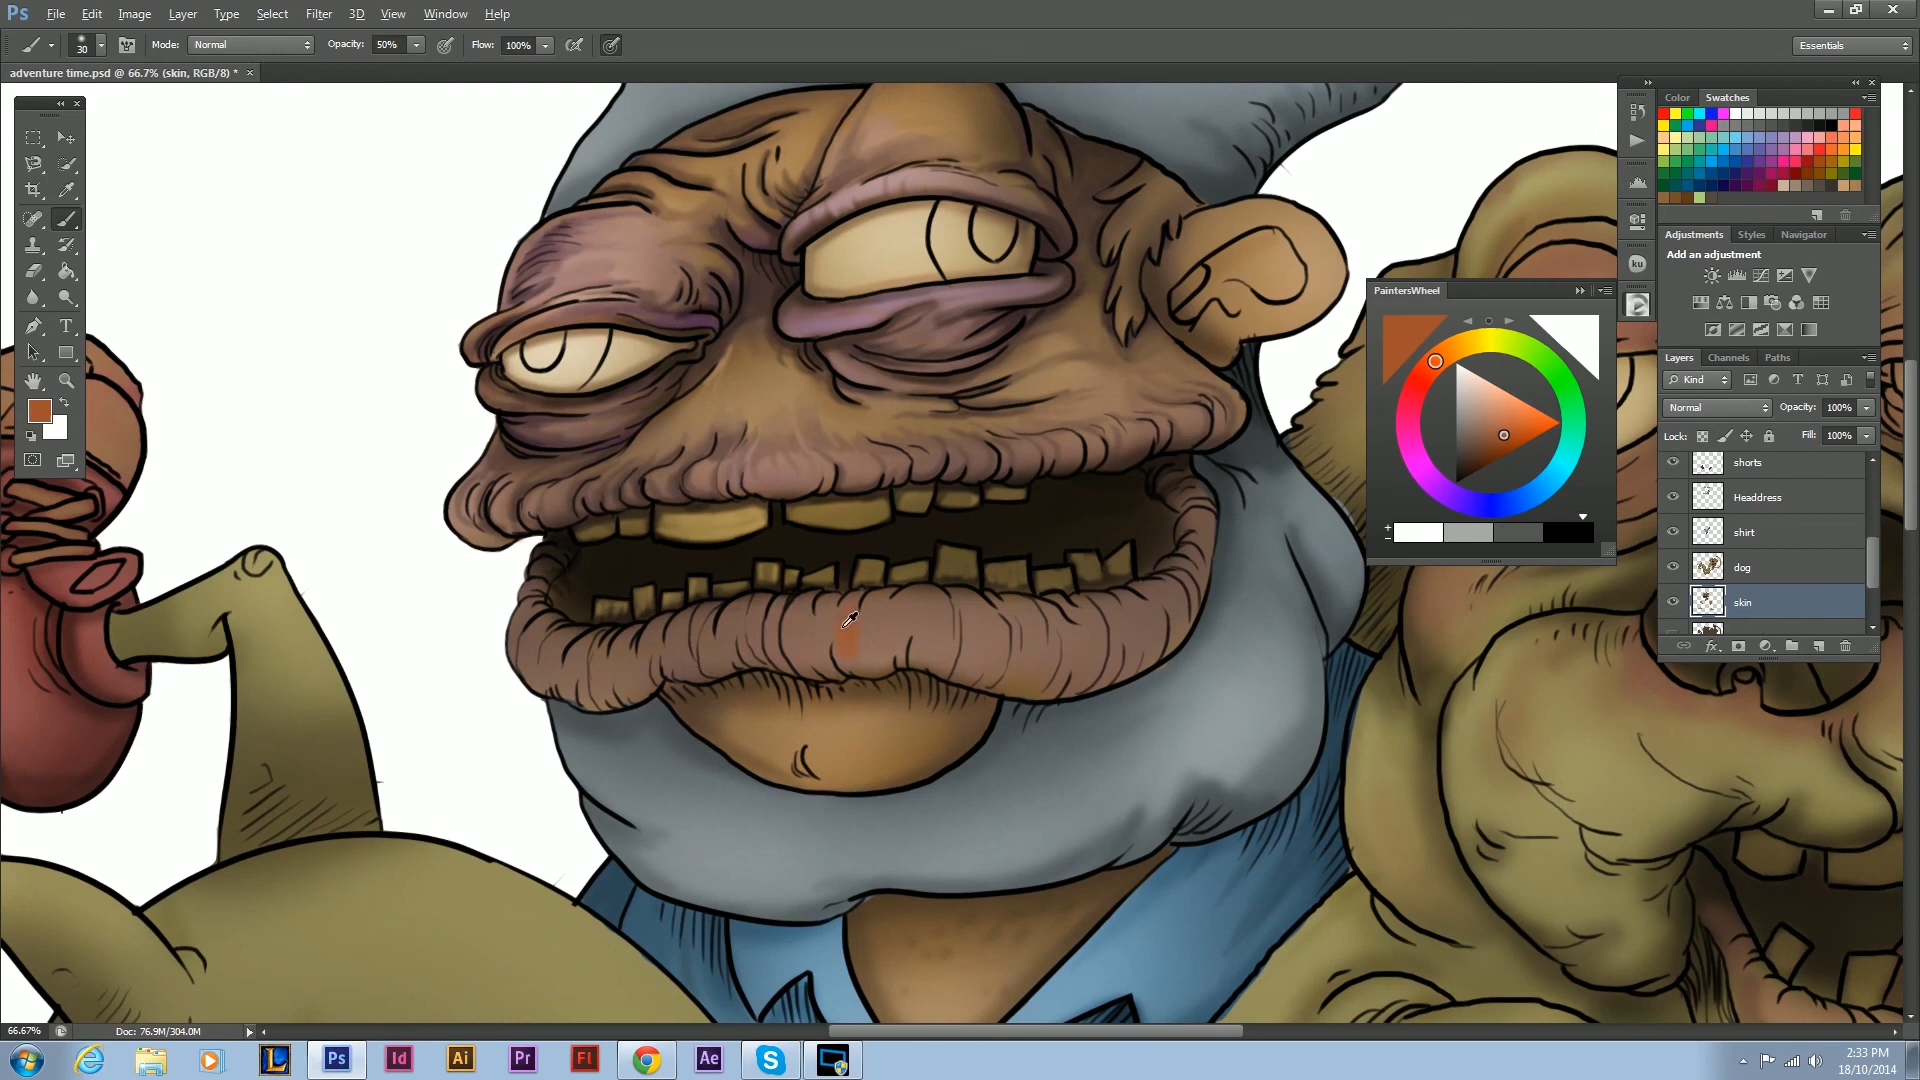 Ps File Edit Image Layer Type Select Filter 3D View Window Help
30 Mode: Normal Opacity: 50% Flow: 100% Essentials
adventure time.psd @ 66.7% (skin, RGB/8) * ×
Color Swatches
Adjustments Styles Navigator
Add an adjustment
ku
PaintersWheel
Layers Channels Paths
Kind
Normal Opacity: 100%
Lock: Fill: 100%
shorts
Headdress
shirt
dog
skin
fx
66.67% Doc: 76.9M/304.0M
Ps Id Ai Pr Fl Ae
2:33 PM
18/10/2014